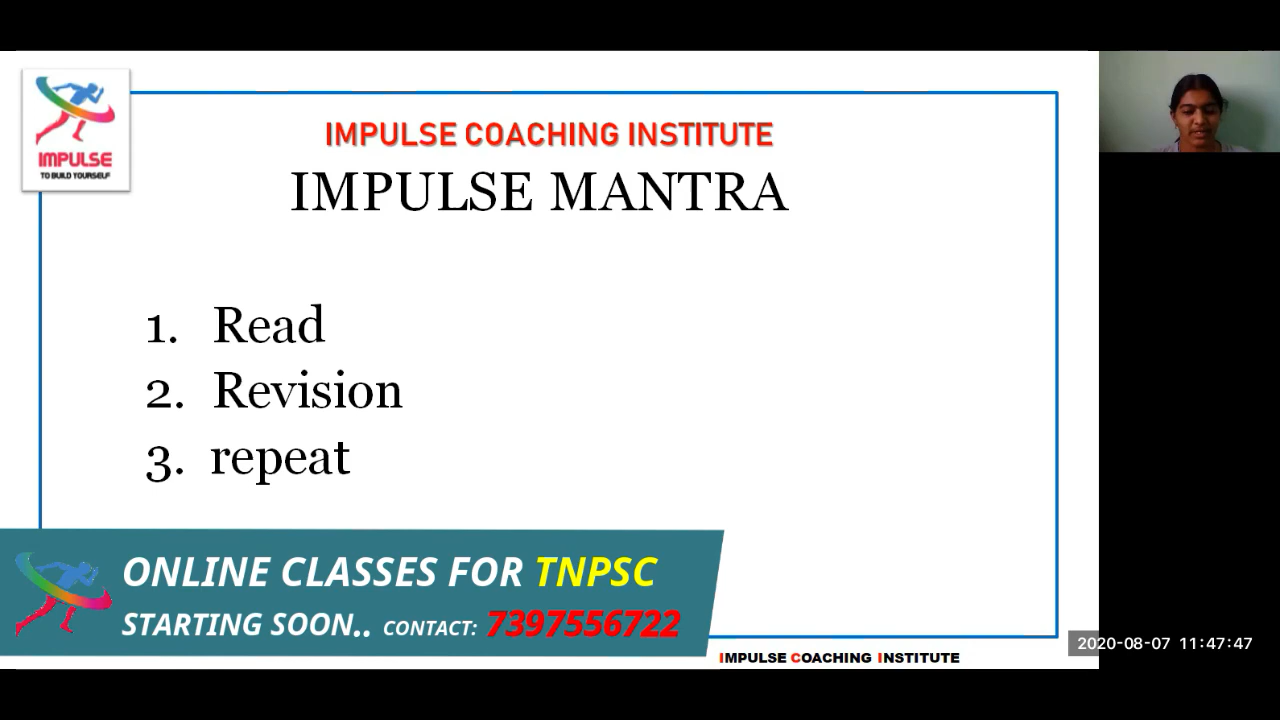 IMPULSE
TO BUILD YOURSELF
IMPULSE COACHING INSTITUTE
IMPULSE MANTRA
1. Read
2. Revision
3. repeat
ONLINE CLASSES FOR TNPSC
STARTING SOON.. CONTACT: 7397556722
IMPULSE COACHING INSTITUTE
2020-08-07 11:47:47